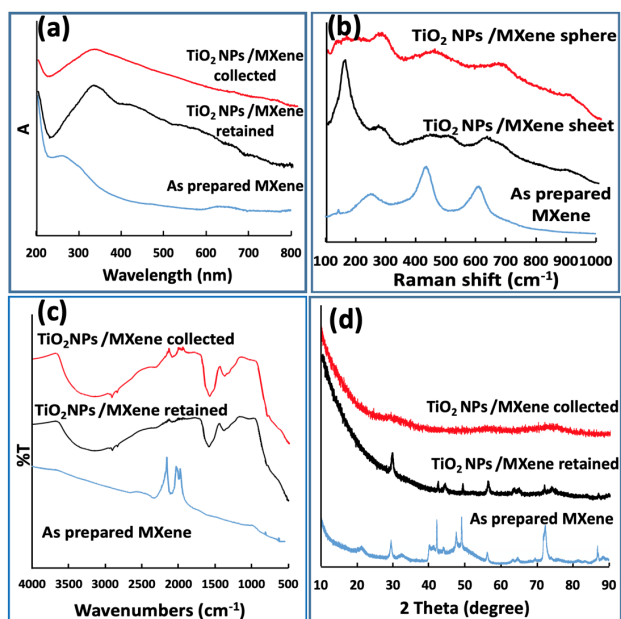 (a)
TiO2 NPs /MXene
collected
TiO2 NPs /MXene
retained
As prepared MXene
A
200 300 400 500 600 700 800
Wavelength (nm)
(b)
TiO2 NPs /MXene sphere
TiO2 NPs /MXene sheet
As prepared
MXene
100 200 300 400 500 600 700 800 900 1000
Raman shift (cm-1)
(c)
TiO2NPs /MXene collected
TiO2NPs /MXene retained
As prepared MXene
%T
4000 3500 3000 2500 2000 1500 1000 500
Wavenumbers (cm-1)
(d)
TiO2 NPs /MXene collected
TiO2 NPs /MXene retained
As prepared MXene
10 20 30 40 50 60 70 80 90
2 Theta (degree)